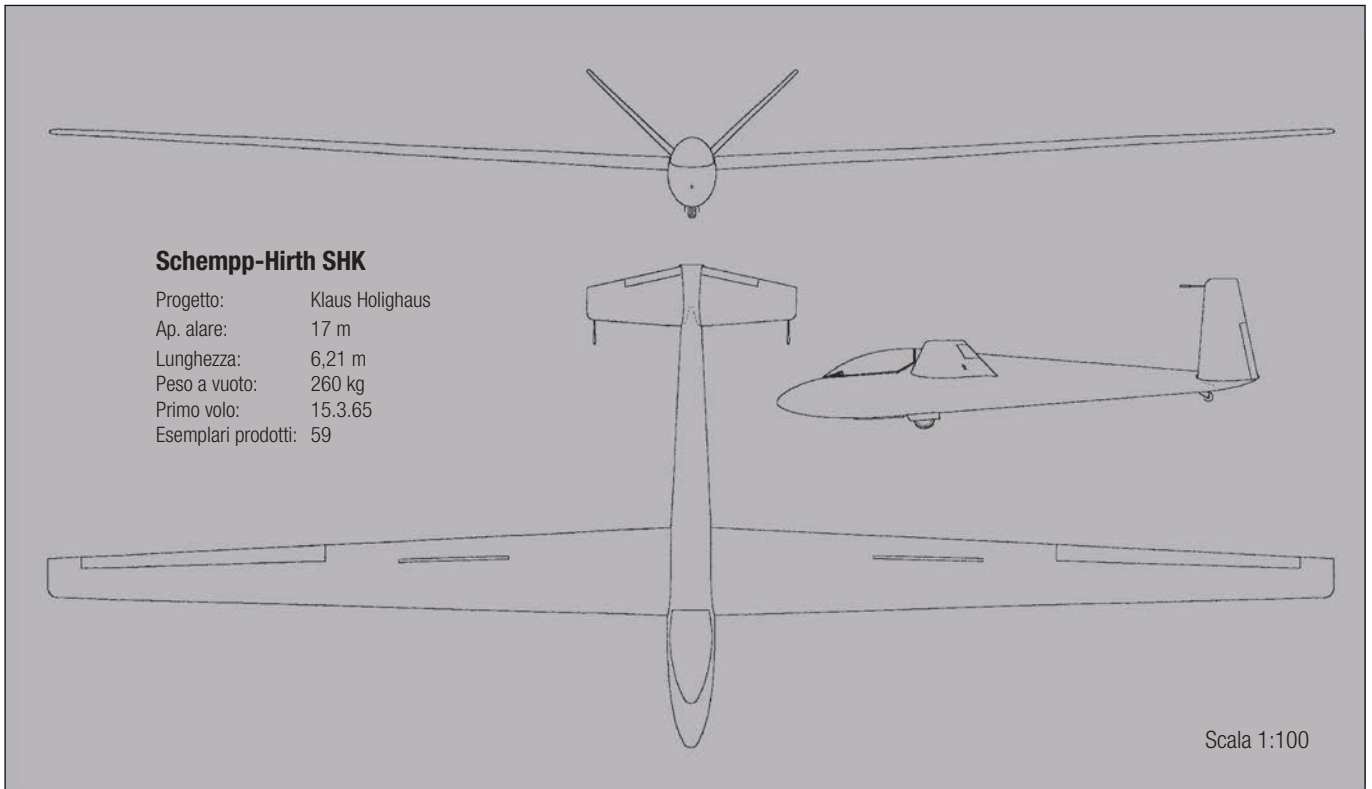 Schempp-Hirth SHK
Progetto: Klaus Holighaus
Ap. alare: 17 m
Lunghezza: 6,21 m
Peso a vuoto: 260 kg
Primo volo: 15.3.65
Esemplari prodotti: 59
Scala 1:100